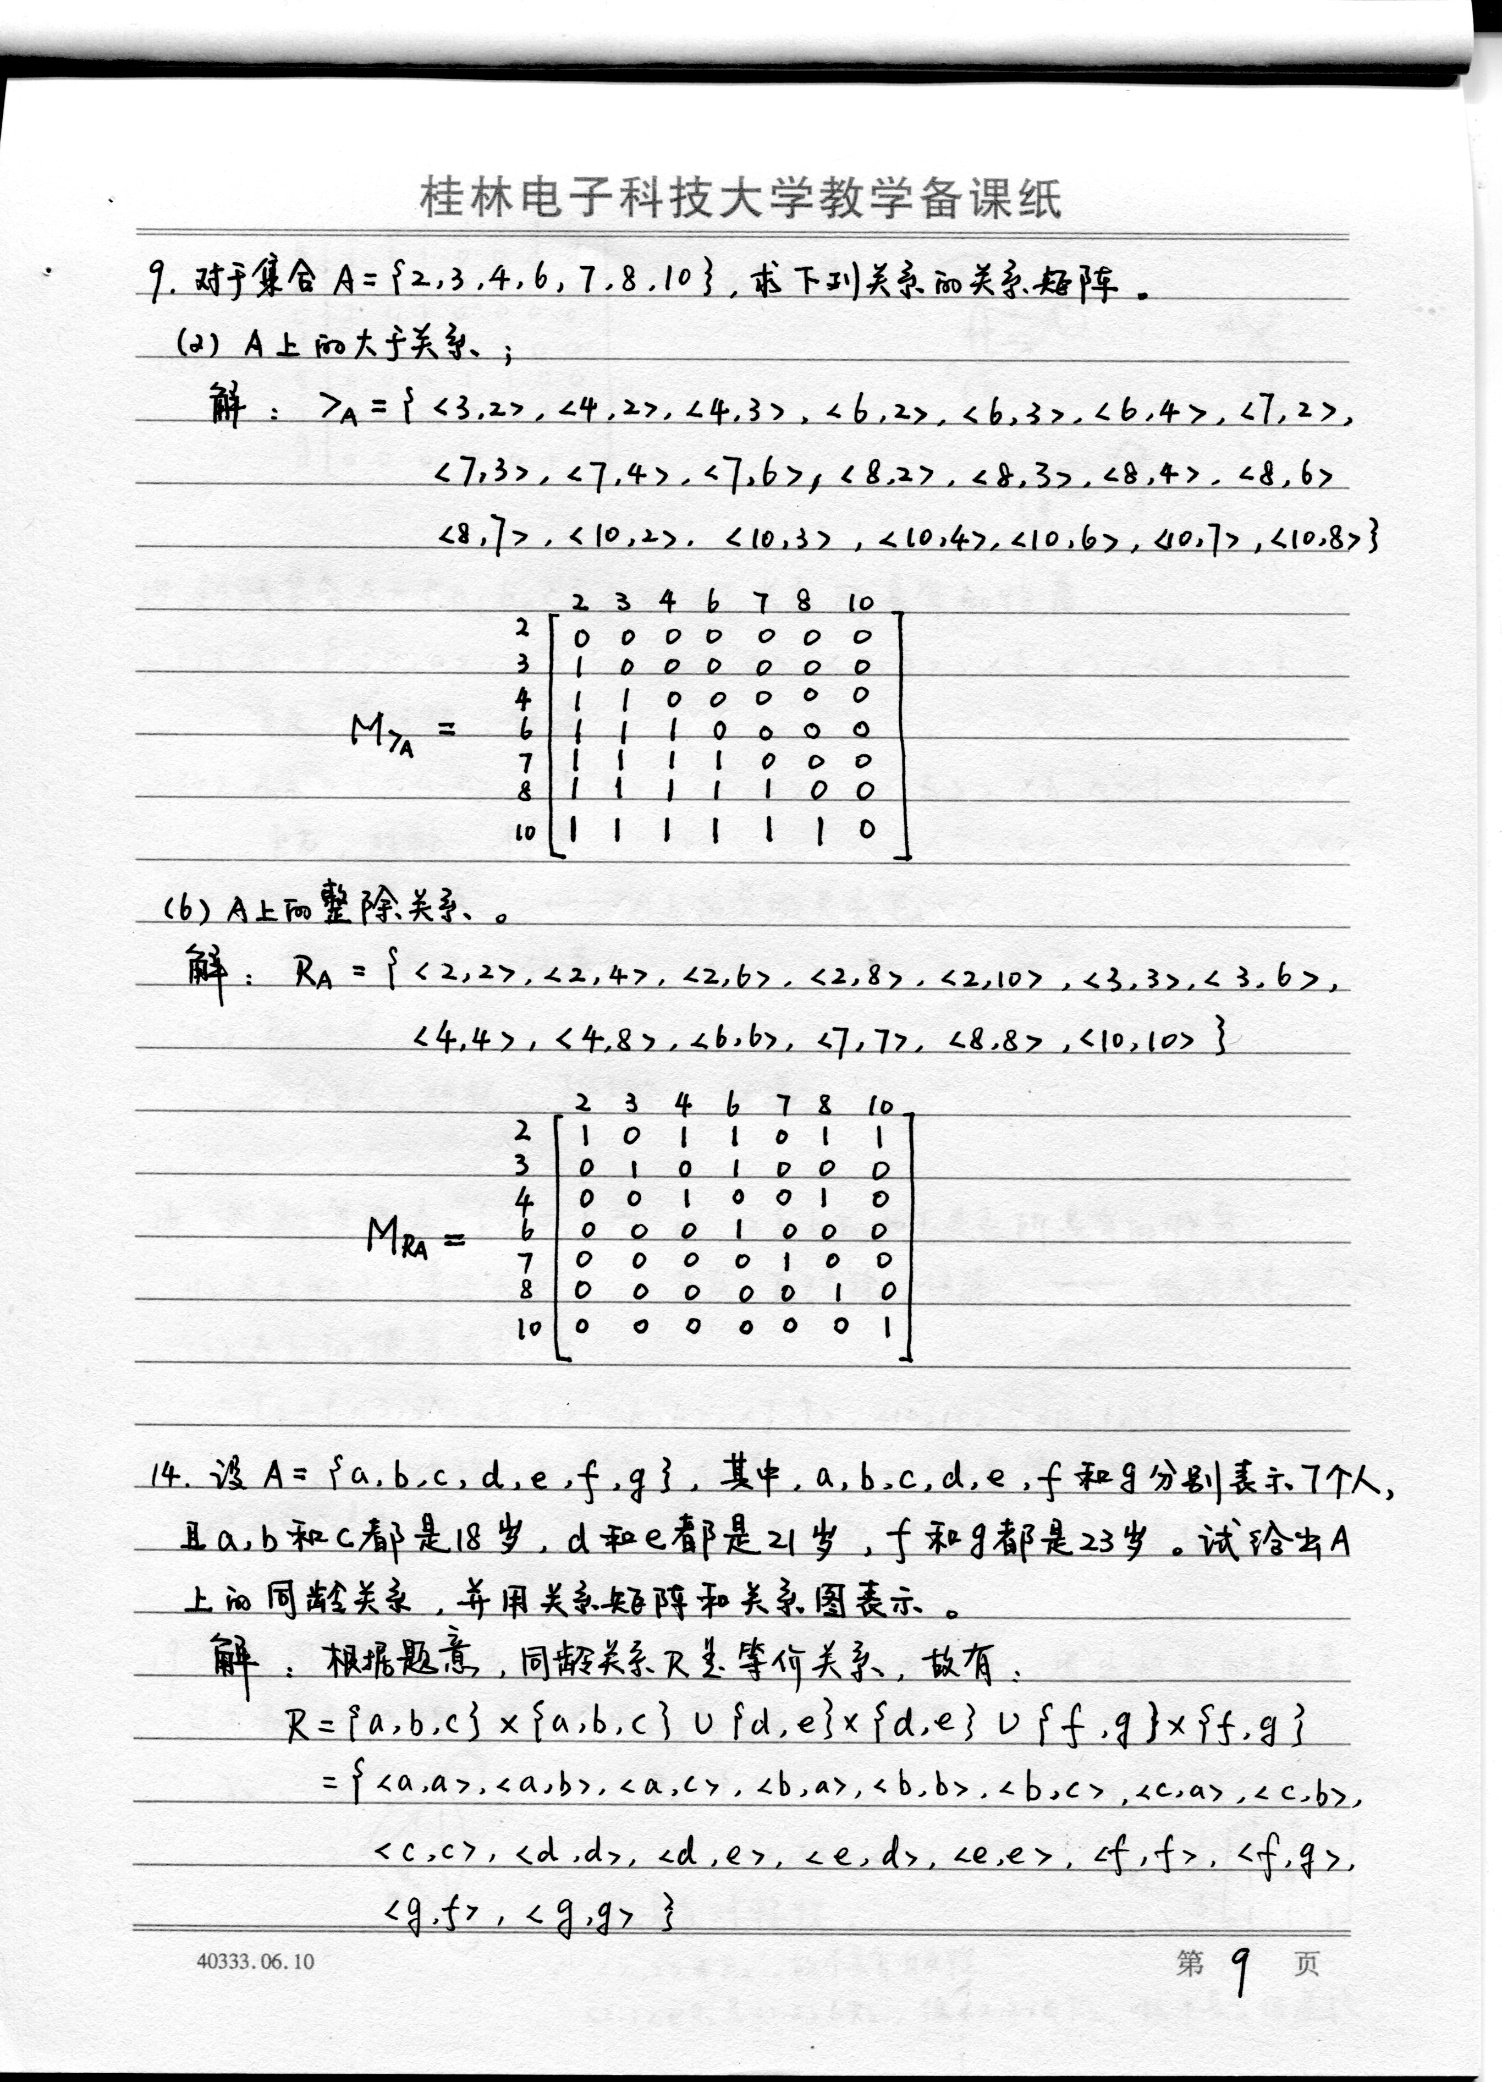 桂林电子科技大学教学备课纸
9. 对于集合 A={2,3,4,6,7,8,10},求下列关系的关系矩阵。
(2) A上的大于关系;
解: >A={<3,2>,<4,2>,<4,3>,<6,2>,<6,3>,<6,4>,<7,2>,
<7,3>,<7,4>,<7,6>,<8,2>,<8,3>,<8,4>,<8,6>
<8,7>,<10,2>,<10,3>,<10,4>,<10,6>,<10,7>,<10,8>}
2 3 4 6 7 8 10
2 0 0 0 0 0 0 0
3 1 0 0 0 0 0 0
4 1 1 0 0 0 0 0
M>A = 6 1 1 1 0 0 0 0
7 1 1 1 1 0 0 0
8 1 1 1 1 1 0 0
10 1 1 1 1 1 1 0
(6) A上的整除关系。
解: RA={<2,2>,<2,4>,<2,6>,<2,8>,<2,10>,<3,3>,<3,6>,
<4,4>,<4,8>,<6,6>,<7,7>,<8,8>,<10,10>}
2 3 4 6 7 8 10
2 1 0 1 1 0 1 1
3 0 1 0 1 0 0 0
4 0 0 1 0 0 1 0
MRA = 6 0 0 0 1 0 0 0
7 0 0 0 0 1 0 0
8 0 0 0 0 0 1 0
10 0 0 0 0 0 0 1
14. 设 A={a,b,c,d,e,f,g},其中,a,b,c,d,e,f和g分别表示7个人,
且a,b和c都是18岁,d和e都是21岁,f和g都是23岁。试给出A
上的同龄关系,并用关系矩阵和关系图表示。
解:根据题意,同龄关系R是等价关系,故有:
R={a,b,c}×{a,b,c}∪{d,e}×{d,e}∪{f,g}×{f,g}
={<a,a>,<a,b>,<a,c>,<b,a>,<b,b>,<b,c>,<c,a>,<c,b>,
<c,c>,<d,d>,<d,e>,<e,d>,<e,e>,<f,f>,<f,g>,
<g,f>,<g,g>}
40333.06.10 第 9 页